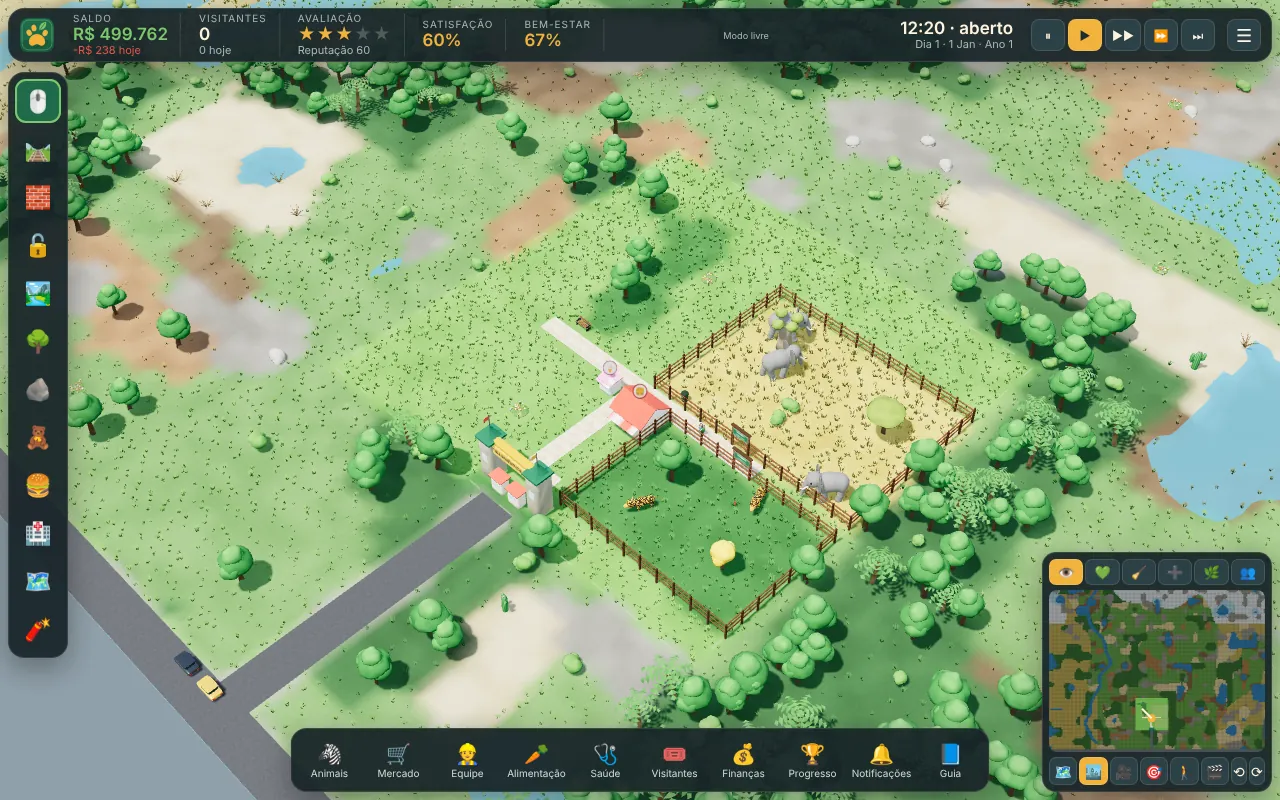 SALDO
R$ 499.762
-R$ 238 hoje
VISITANTES
0
0 hoje
AVALIAÇÃO
Reputação 60
SATISFAÇÃO
60%
BEM-ESTAR
67%
Modo livre
12:20 · aberto
Dia 1 · 1 Jan · Ano 1
Animais
Mercado
Equipe
Alimentação
Saúde
Visitantes
Finanças
Progresso
Notificações
Guia